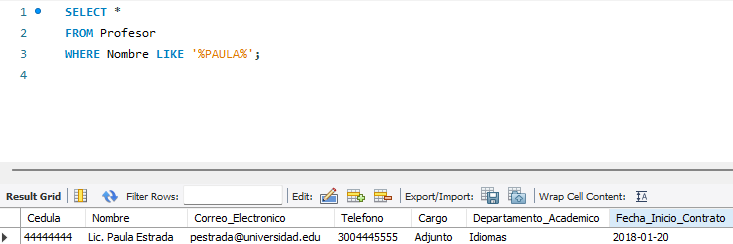 1 SELECT *
2 FROM Profesor
3 WHERE Nombre LIKE '%PAULA%';
4
Result Grid Filter Rows: Edit: Export/Import: Wrap Cell Content: IA
Cedula Nombre Correo_Electronico Telefono Cargo Departamento_Academico Fecha_Inicio_Contrato
44444444 Lic. Paula Estrada pestrada@universidad.edu 3004445555 Adjunto Idiomas 2018-01-20